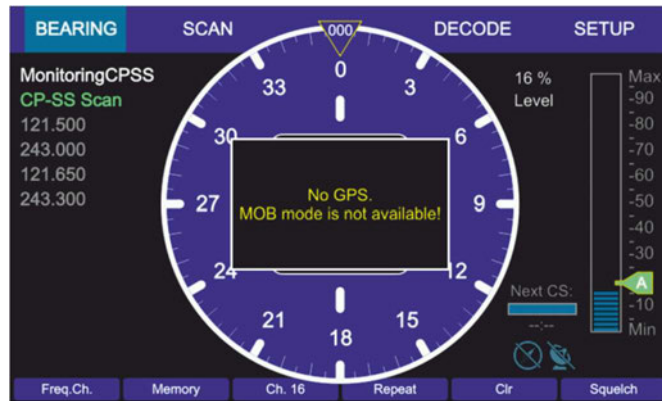 BEARING SCAN 000 DECODE SETUP
MonitoringCPSS
CP-SS Scan
121.500
243.000
121.650
243.300
0
3
6
9
12
15
18
21
24
27
30
33
No GPS.
MOB mode is not available!
16 %
Level
Max
-90
-80
-70
-60
-50
-40
-30
A
-10
Min
Next CS:
--:--
Freq.Ch. Memory Ch. 16 Repeat Clr Squelch